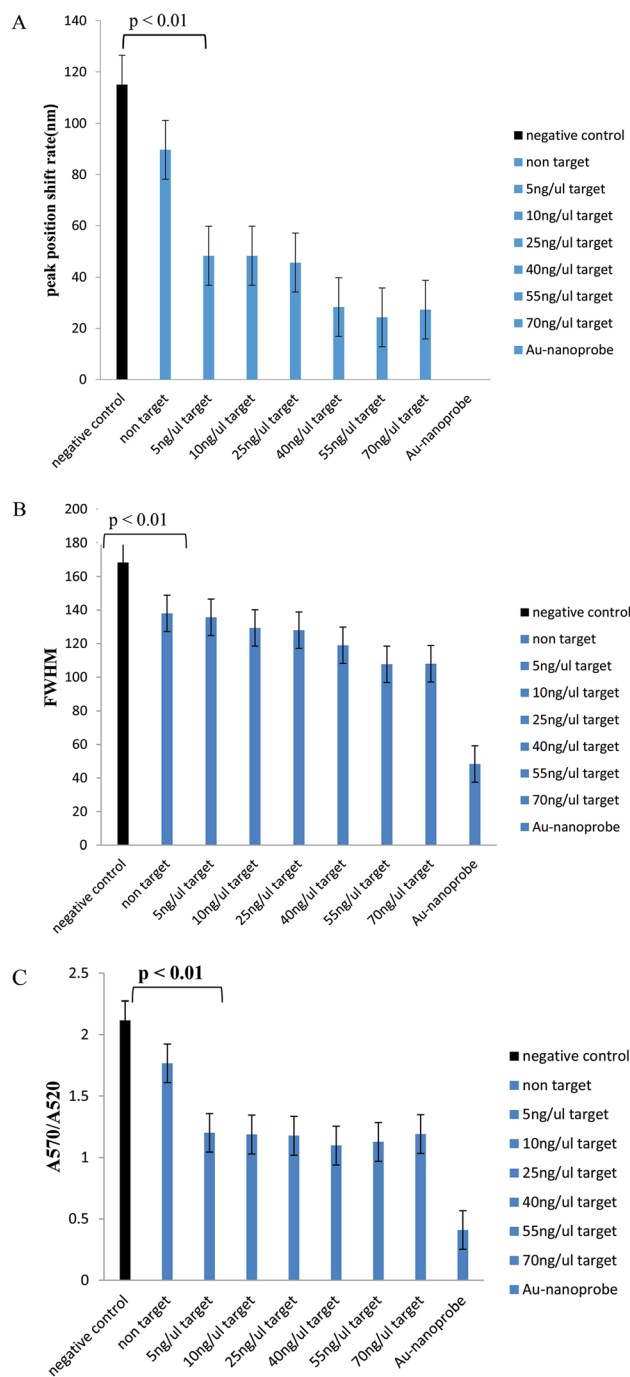 A
p < 0.01
140
120
100
80
60
40
20
0
peak position shift rate(nm)
negative control
non target
5ng/ul target
10ng/ul target
25ng/ul target
40ng/ul target
55ng/ul target
70ng/ul target
Au-nanoprobe
negative control
non target
5ng/ul target
10ng/ul target
25ng/ul target
40ng/ul target
55ng/ul target
70ng/ul target
Au-nanoprobe
B
p < 0.01
200
180
160
140
120
100
80
60
40
20
0
FWHM
negative control
non target
5ng/ul target
10ng/ul target
25ng/ul target
40ng/ul target
55ng/ul target
70ng/ul target
Au-nanoprobe
negative control
non target
5ng/ul target
10ng/ul target
25ng/ul target
40ng/ul target
55ng/ul target
70ng/ul target
Au-nanoprobe
C
p < 0.01
2.5
2
1.5
1
0.5
0
A570/A520
negative control
non target
5ng/ul target
10ng/ul target
25ng/ul target
40ng/ul target
55ng/ul target
70ng/ul target
Au-nanoprobe
negative control
non target
5ng/ul target
10ng/ul target
25ng/ul target
40ng/ul target
55ng/ul target
70ng/ul target
Au-nanoprobe